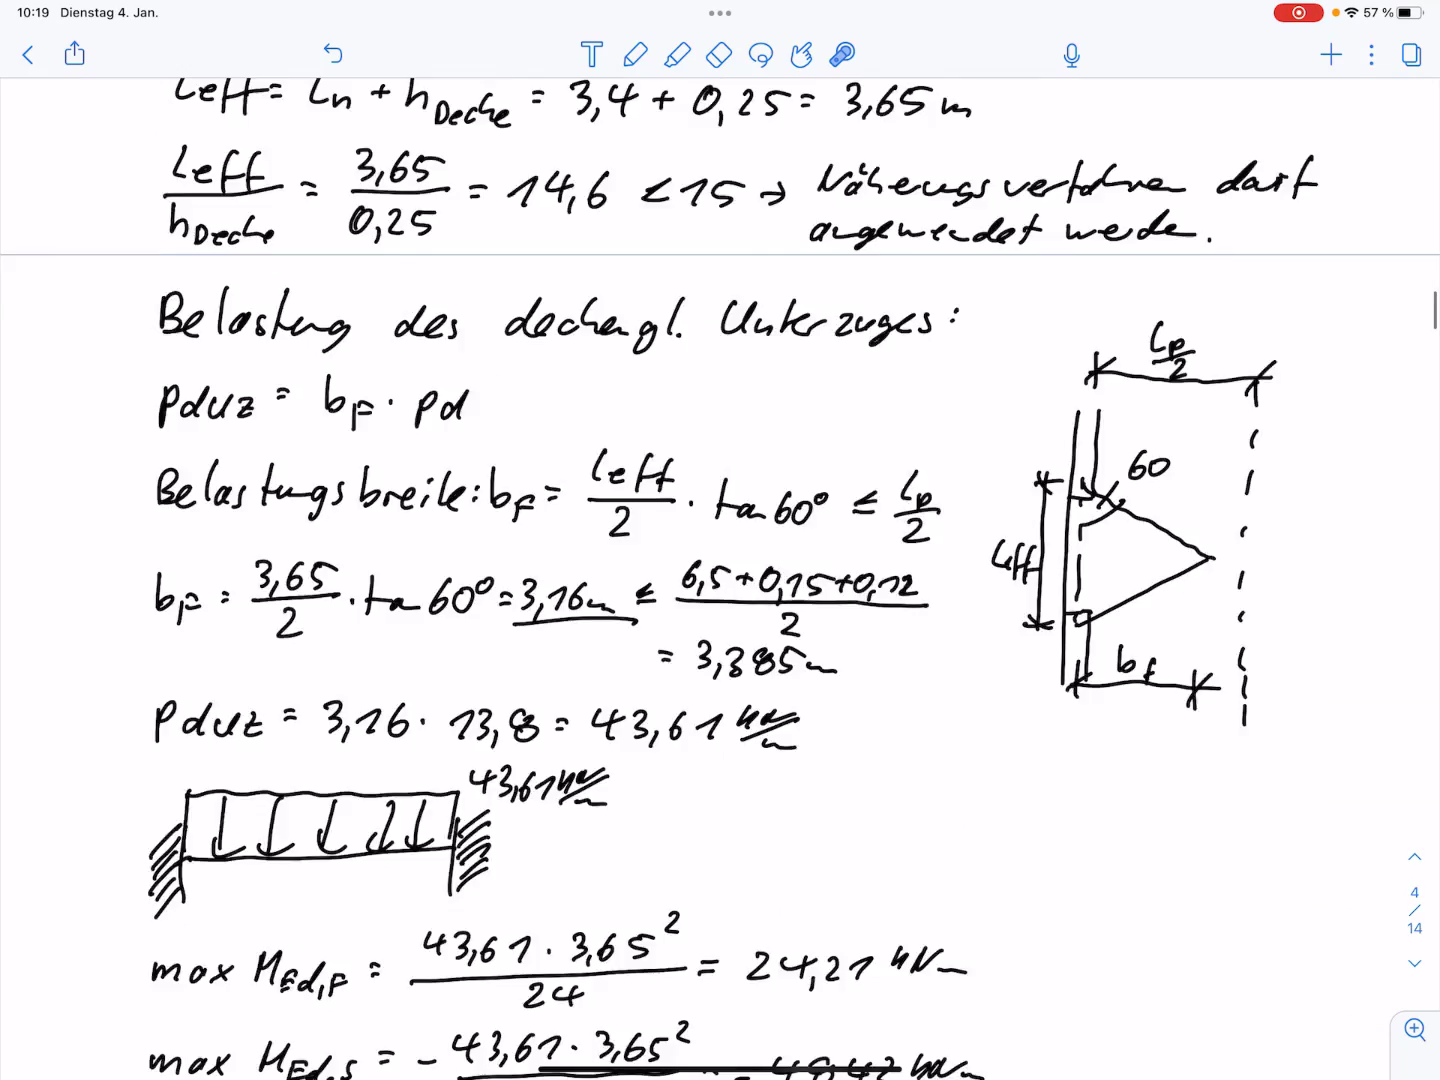 10:19 Dienstag 4. Jan.
57 %
Leff = Ln + hDecke = 3,4 + 0,25 = 3,65 m
Leff / hDecke = 3,65 / 0,25 = 14,6 < 15 → Näherungsverfahren darf
angewendet werde.
Belastung des deckengl. Unterzuges:
PdUZ = bF · Pd
Belastungsbreite: bF = Leff / 2 · tan 60° ≤ Lp / 2
bF = 3,65 / 2 · tan 60° = 3,16 m ≤ 6,5 + 0,15 + 0,12 / 2
= 3,385 m
PdUZ = 3,16 · 13,8 = 43,61 kN/m
43,61 kN/m
max MEd,F = 43,61 · 3,65² / 24 = 24,21 kNm
max MEd,S = - 43,61 · 3,65²
Lp / 2
60
Leff
bF
4
/
14